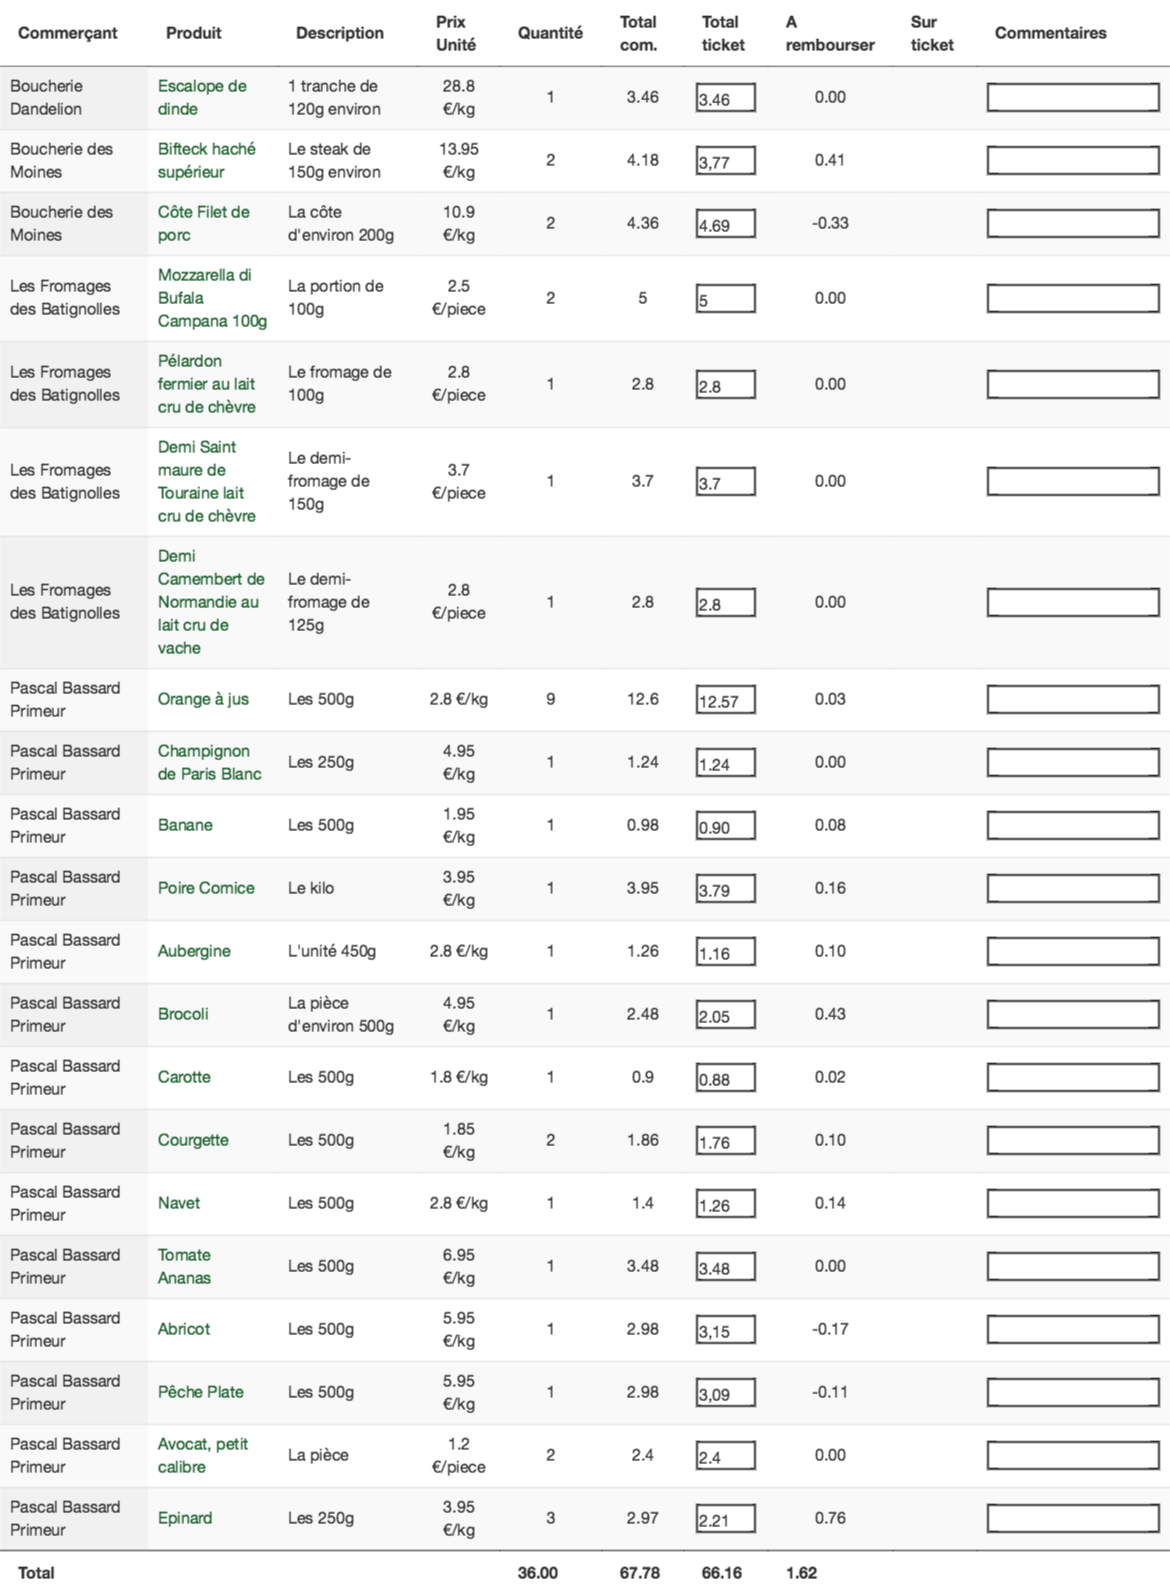 Commerçant Produit Description Prix Unité Quantité Total com. Total ticket A rembourser Sur ticket Commentaires
Boucherie Dandelion Escalope de dinde 1 tranche de 120g environ 28.8 €/kg 1 3.46 3.46 0.00
Boucherie des Moines Bifteck haché supérieur Le steak de 150g environ 13.95 €/kg 2 4.18 3,77 0.41
Boucherie des Moines Côte Filet de porc La côte d'environ 200g 10.9 €/kg 2 4.36 4.69 -0.33
Les Fromages des Batignolles Mozzarella di Bufala Campana 100g La portion de 100g 2.5 €/piece 2 5 5 0.00
Les Fromages des Batignolles Pélardon fermier au lait cru de chèvre Le fromage de 100g 2.8 €/piece 1 2.8 2.8 0.00
Les Fromages des Batignolles Demi Saint maure de Touraine lait cru de chèvre Le demi-fromage de 150g 3.7 €/piece 1 3.7 3.7 0.00
Les Fromages des Batignolles Demi Camembert de Normandie au lait cru de vache Le demi-fromage de 125g 2.8 €/piece 1 2.8 2.8 0.00
Pascal Bassard Primeur Orange à jus Les 500g 2.8 €/kg 9 12.6 12.57 0.03
Pascal Bassard Primeur Champignon de Paris Blanc Les 250g 4.95 €/kg 1 1.24 1.24 0.00
Pascal Bassard Primeur Banane Les 500g 1.95 €/kg 1 0.98 0.90 0.08
Pascal Bassard Primeur Poire Comice Le kilo 3.95 €/kg 1 3.95 3.79 0.16
Pascal Bassard Primeur Aubergine L'unité 450g 2.8 €/kg 1 1.26 1.16 0.10
Pascal Bassard Primeur Brocoli La pièce d'environ 500g 4.95 €/kg 1 2.48 2.05 0.43
Pascal Bassard Primeur Carotte Les 500g 1.8 €/kg 1 0.9 0.88 0.02
Pascal Bassard Primeur Courgette Les 500g 1.85 €/kg 2 1.86 1.76 0.10
Pascal Bassard Primeur Navet Les 500g 2.8 €/kg 1 1.4 1.26 0.14
Pascal Bassard Primeur Tomate Ananas Les 500g 6.95 €/kg 1 3.48 3.48 0.00
Pascal Bassard Primeur Abricot Les 500g 5.95 €/kg 1 2.98 3,15 -0.17
Pascal Bassard Primeur Pêche Plate Les 500g 5.95 €/kg 1 2.98 3,09 -0.11
Pascal Bassard Primeur Avocat, petit calibre La pièce 1.2 €/piece 2 2.4 2.4 0.00
Pascal Bassard Primeur Epinard Les 250g 3.95 €/kg 3 2.97 2.21 0.76
Total 36.00 67.78 66.16 1.62